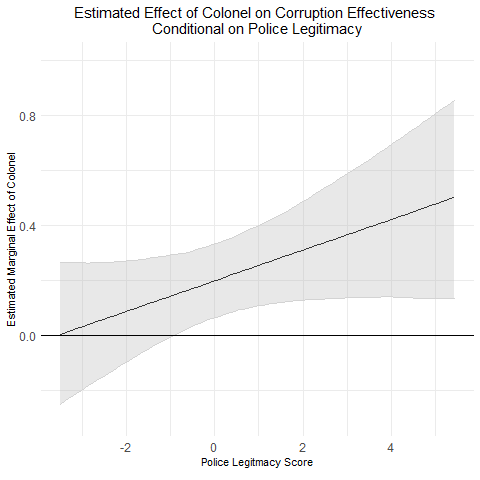 Estimated Effect of Colonel on Corruption Effectiveness
Conditional on Police Legitimacy
Estimated Marginal Effect of Colonel
0.8
0.4
0.0
-2
0
2
4
Police Legitmacy Score